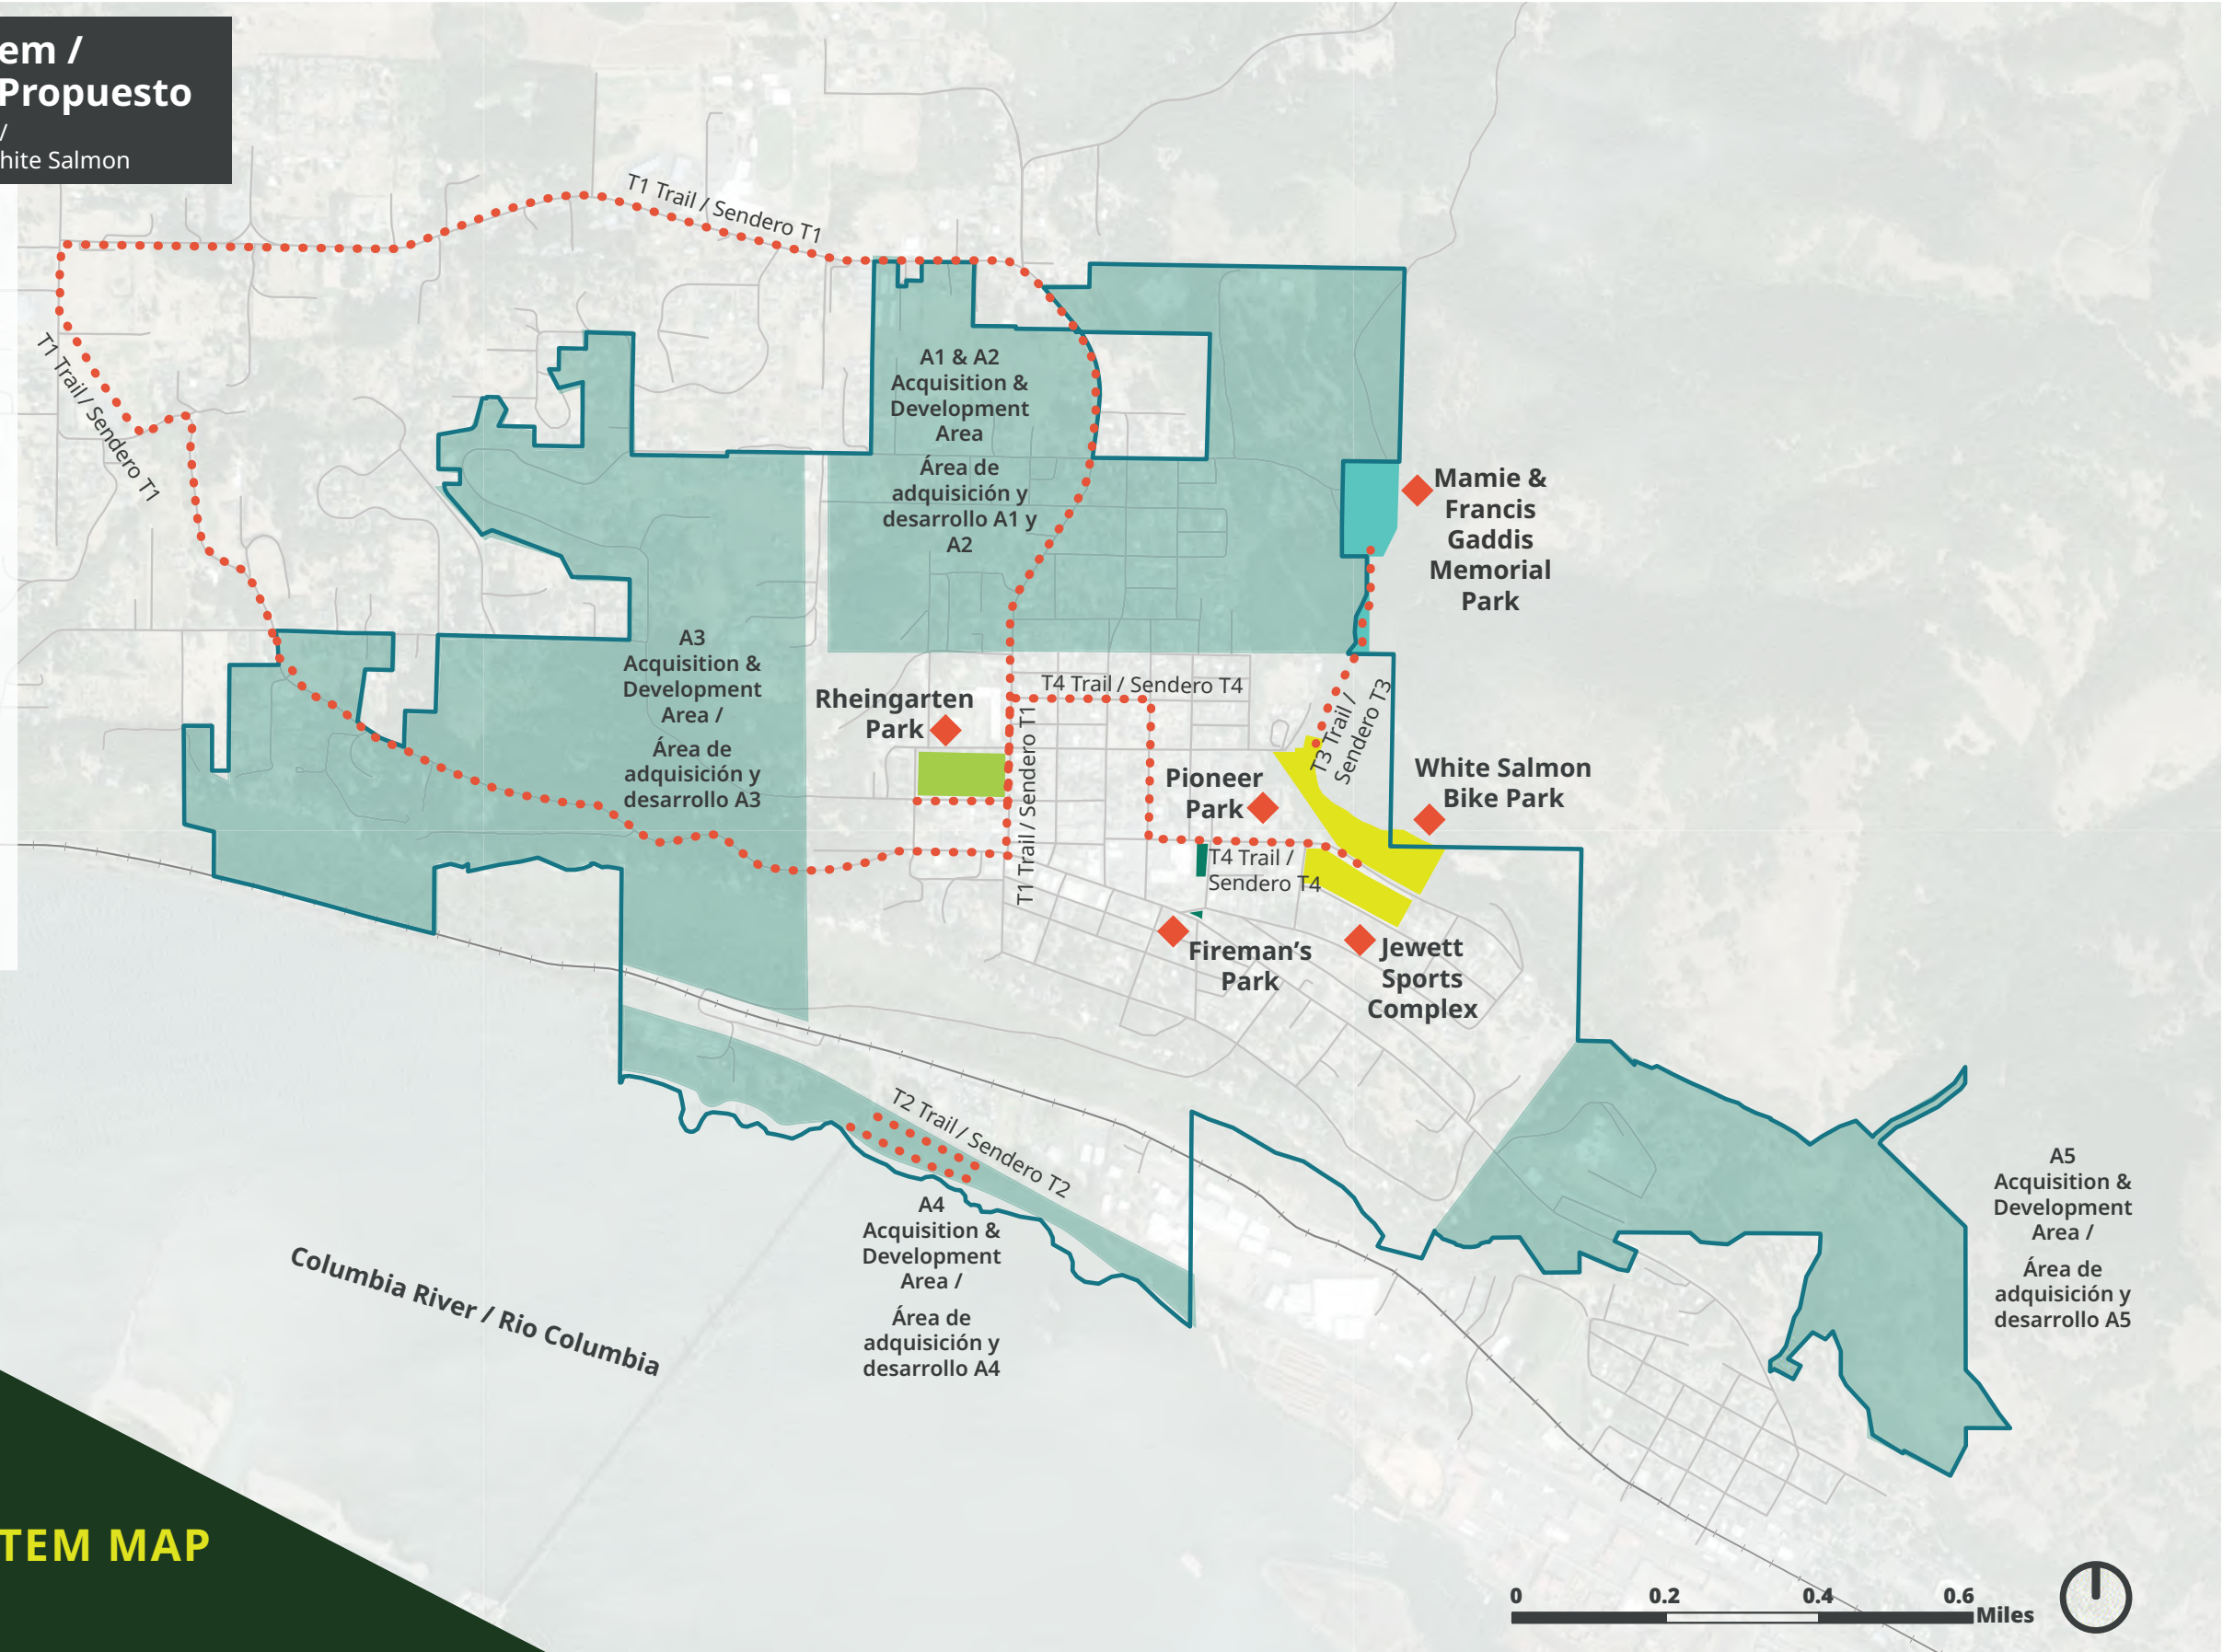 em /
Propuesto
/
hite Salmon
T1 Trail / Sendero T1
T1 Trail / Sendero T1
A1 & A2
Acquisition &
Development
Area
Área de
adquisición y
desarrollo A1 y
A2
Mamie &
Francis
Gaddis
Memorial
Park
A3
Acquisition &
Development
Area /
Área de
adquisición y
desarrollo A3
Rheingarten
Park
T4 Trail / Sendero T4
T1 Trail / Sendero T1
T3 Trail /
Sendero T3
Pioneer
Park
White Salmon
Bike Park
T4 Trail /
Sendero T4
Fireman’s
Park
Jewett
Sports
Complex
T2 Trail / Sendero T2
A4
Acquisition &
Development
Area /
Área de
adquisición y
desarrollo A4
A5
Acquisition &
Development
Area /
Área de
adquisición y
desarrollo A5
Columbia River / Rio Columbia
TEM MAP
0 0.2 0.4 0.6
Miles